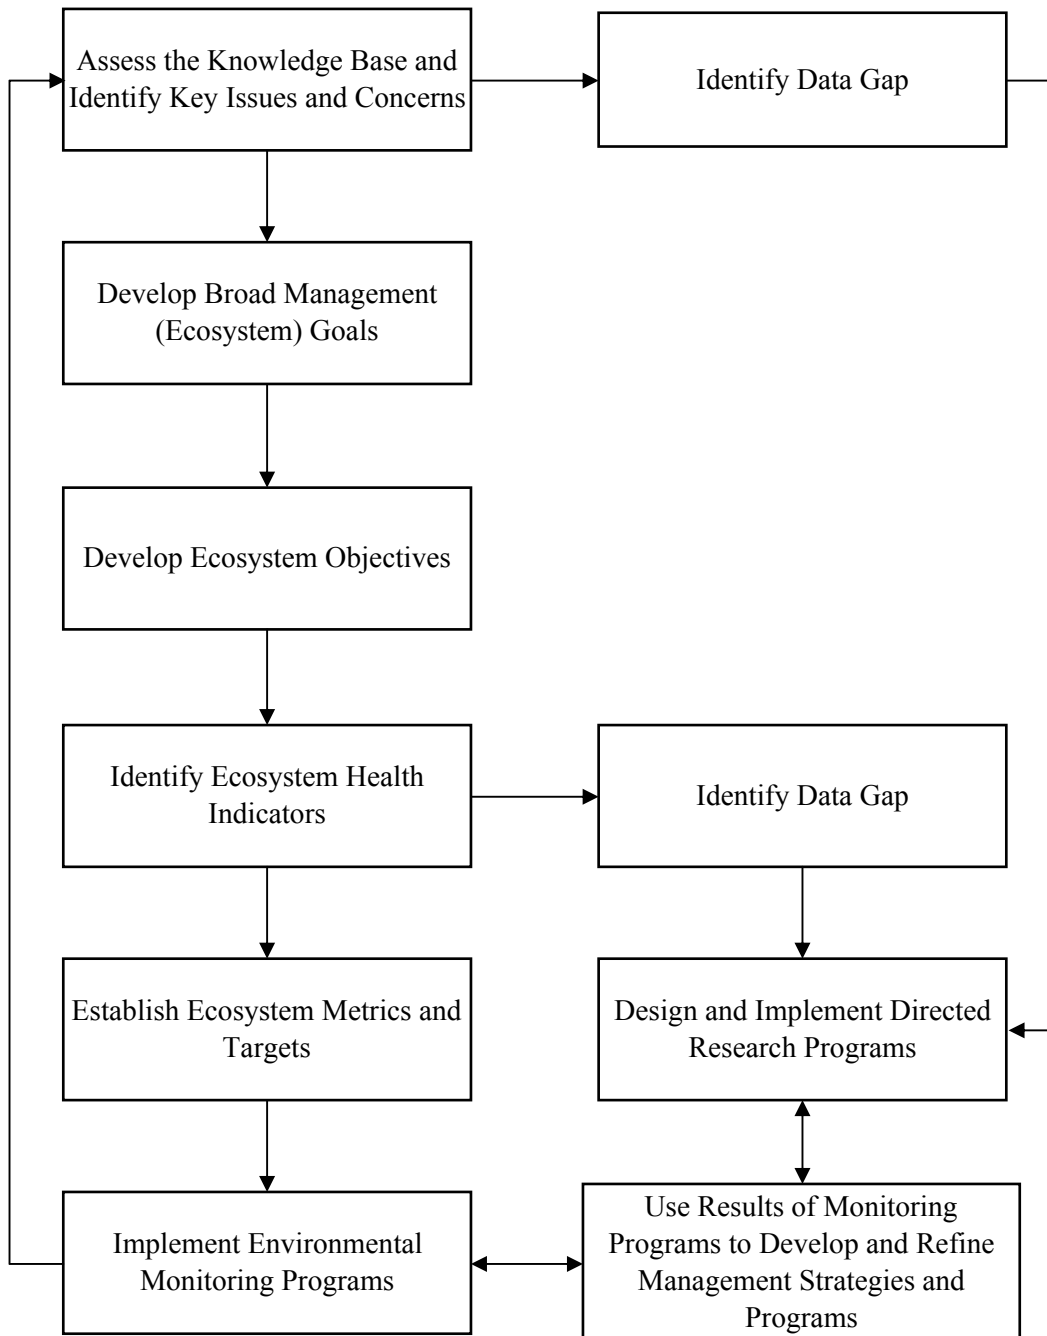 Assess the Knowledge Base and
Identify Key Issues and Concerns
Identify Data Gap
Develop Broad Management
(Ecosystem) Goals
Develop Ecosystem Objectives
Identify Ecosystem Health
Indicators
Identify Data Gap
Establish Ecosystem Metrics and
Targets
Design and Implement Directed
Research Programs
Implement Environmental
Monitoring Programs
Use Results of Monitoring
Programs to Develop and Refine
Management Strategies and
Programs